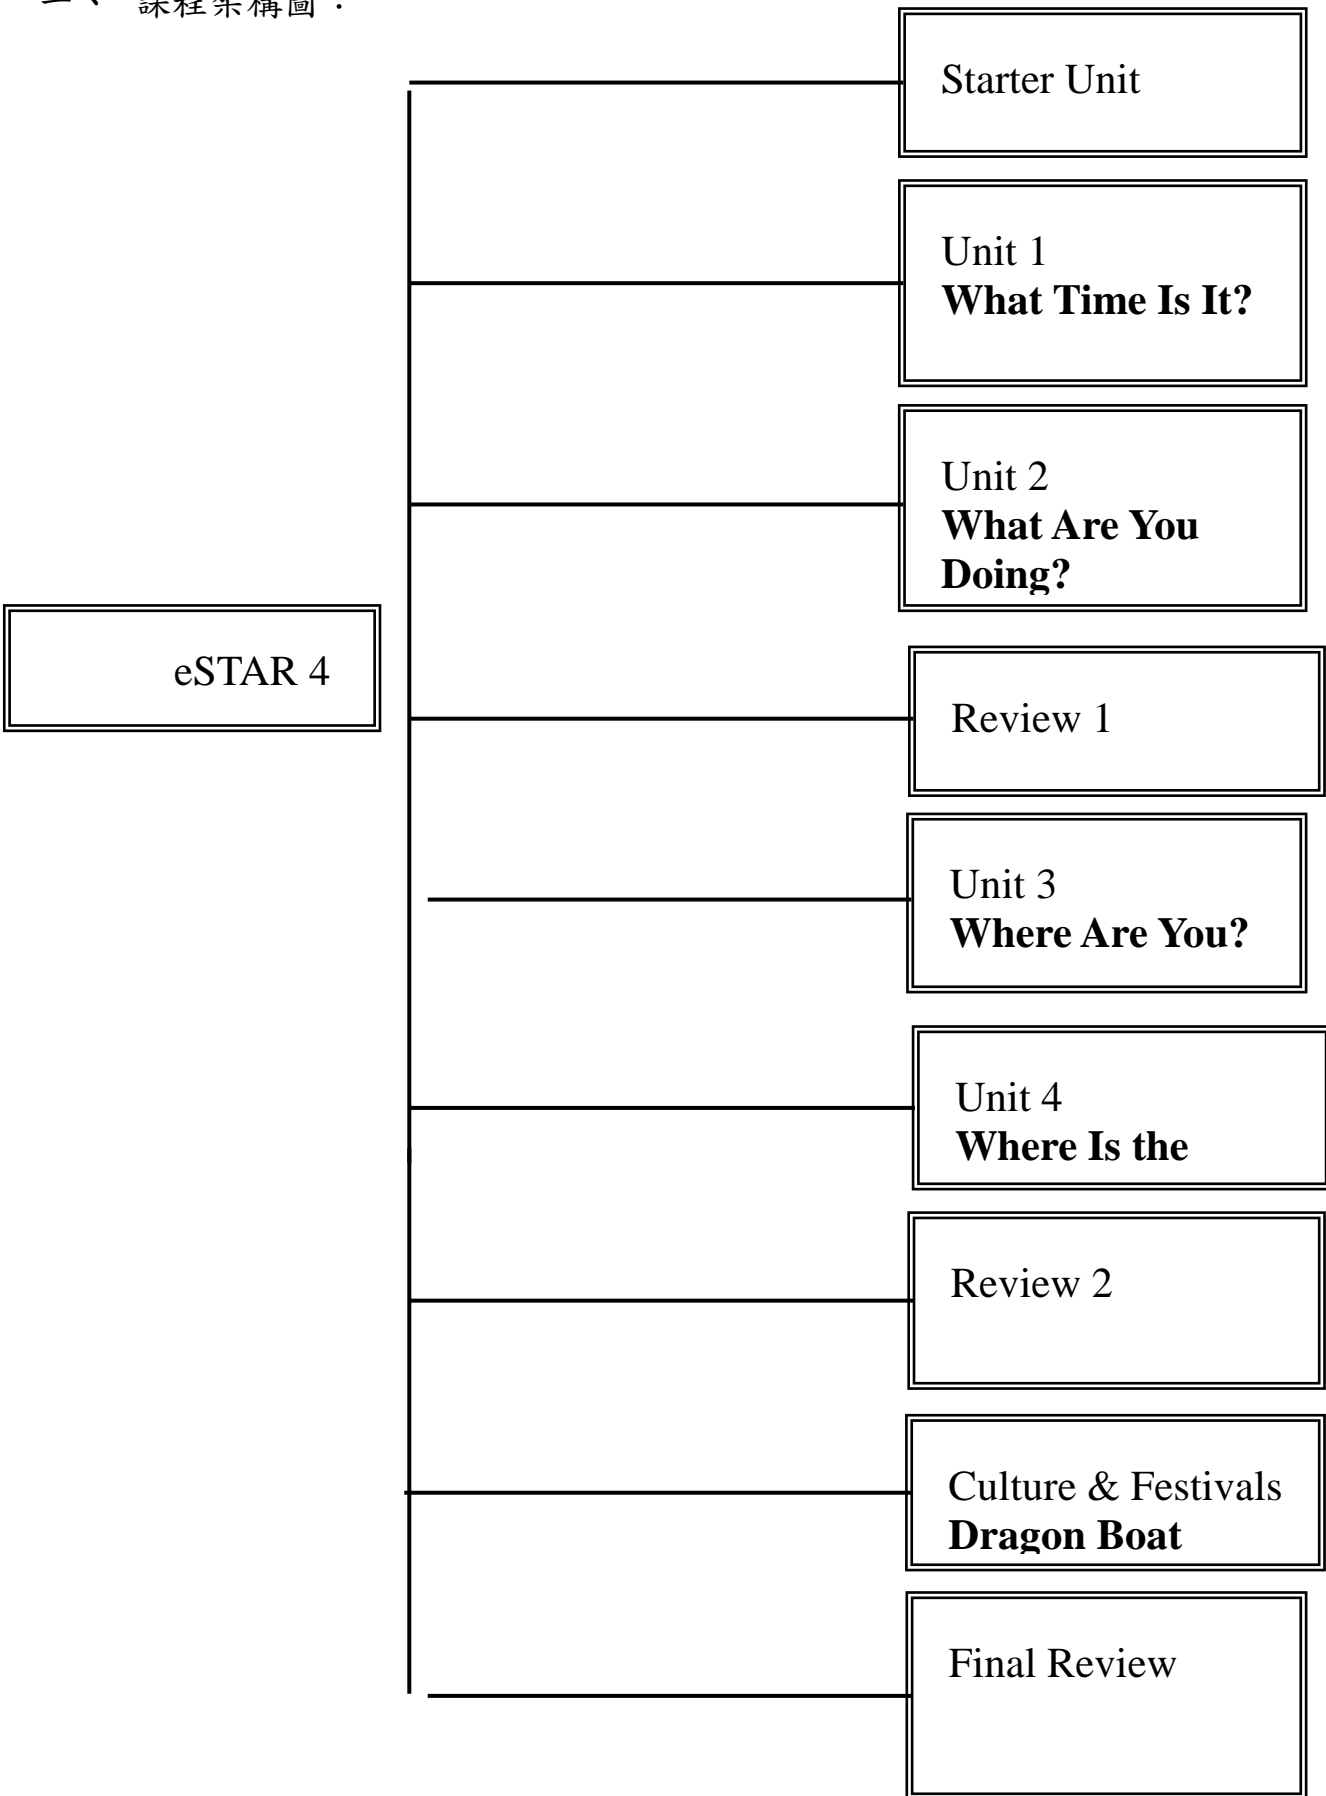 課程架構圖：
Starter Unit
Unit 1
What Time Is It?
Unit 2
What Are You
Doing?
eSTAR 4
Review 1
Unit 3
Where Are You?
Unit 4
Where Is the
Review 2
Culture & Festivals
Dragon Boat
Final Review